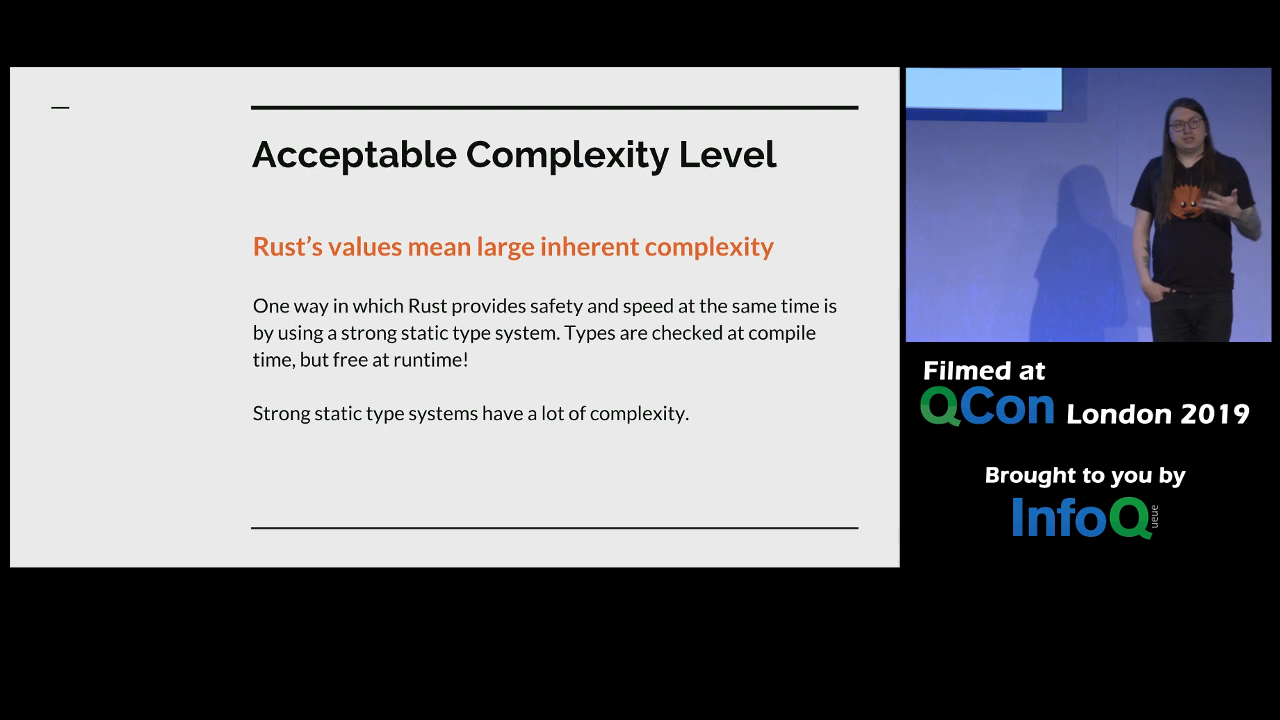 Acceptable Complexity Level
Rust’s values mean large inherent complexity
One way in which Rust provides safety and speed at the same time is
by using a strong static type system. Types are checked at compile
time, but free at runtime!
Strong static type systems have a lot of complexity.
Filmed at
QCon London 2019
Brought to you by
InfoQueue